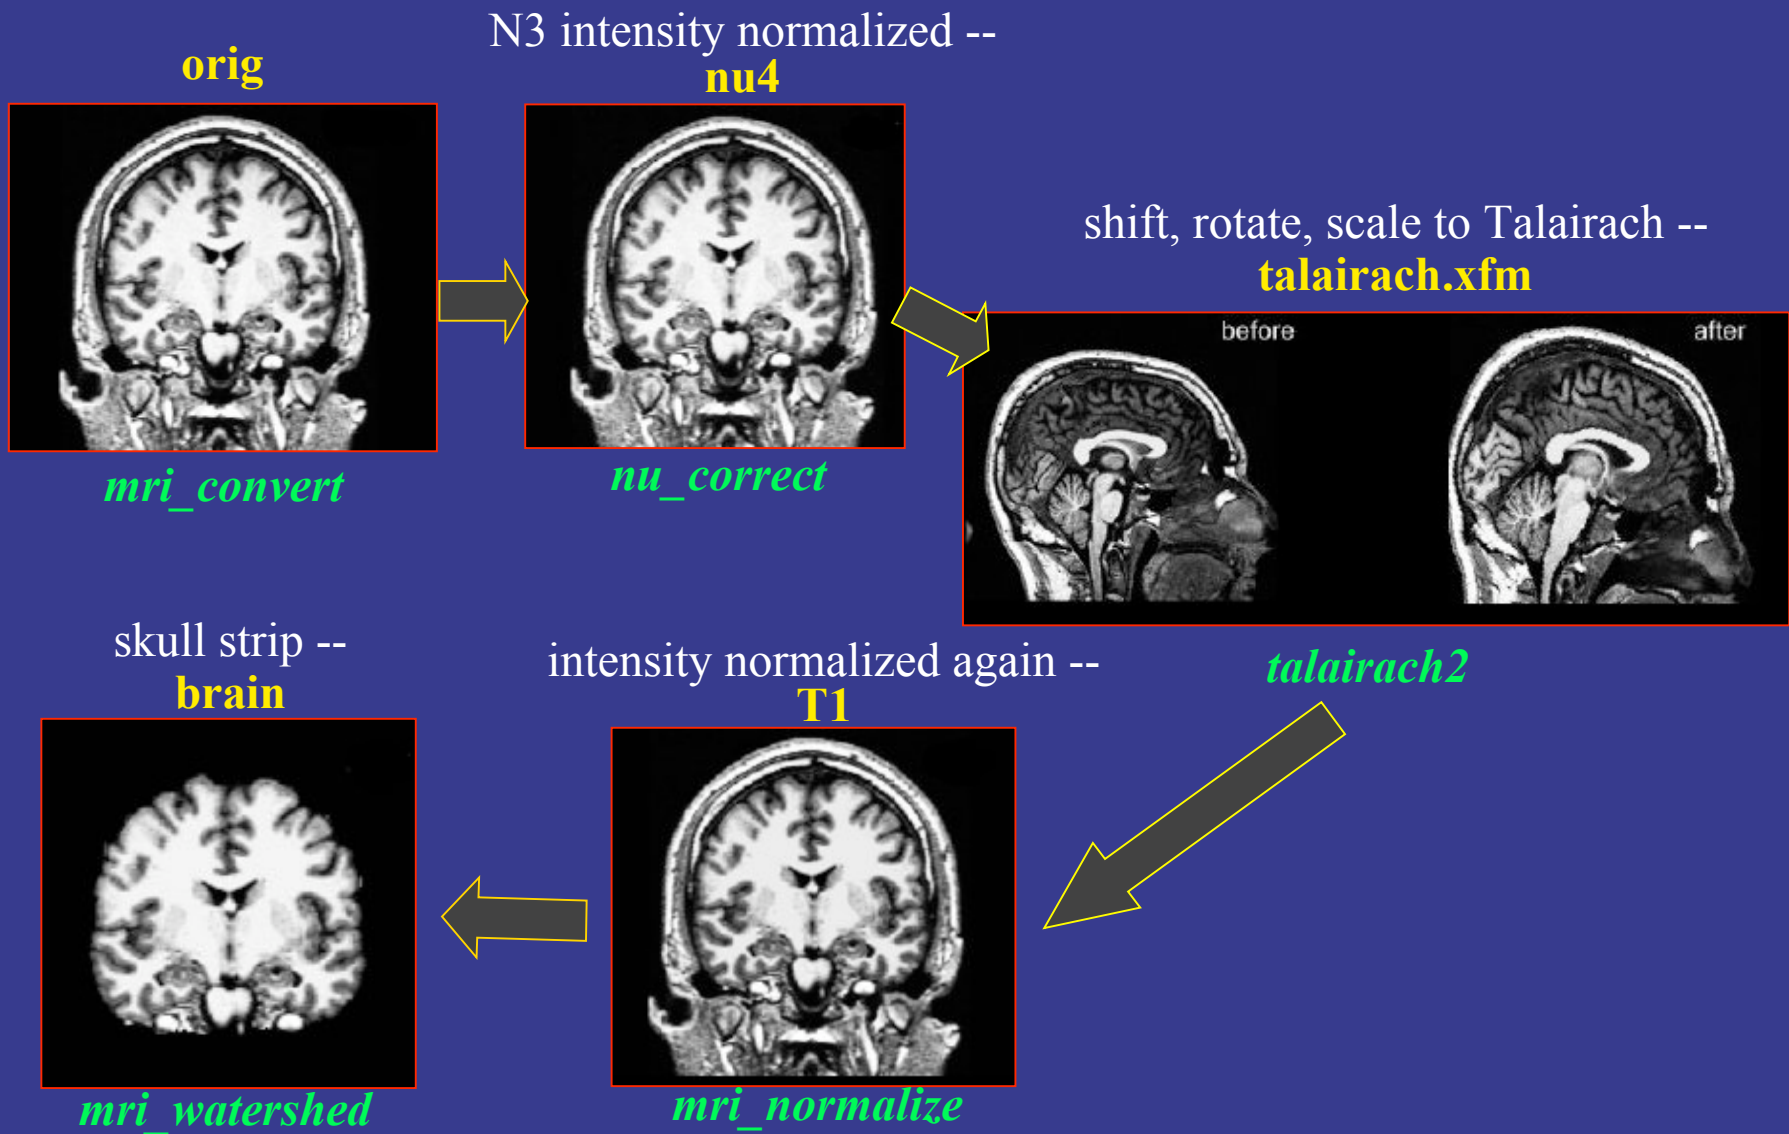 orig
mri_convert
N3 intensity normalized --
nu4
nu_correct
shift, rotate, scale to Talairach --
talairach.xfm
before
after
talairach2
intensity normalized again --
T1
mri_normalize
skull strip --
brain
mri_watershed